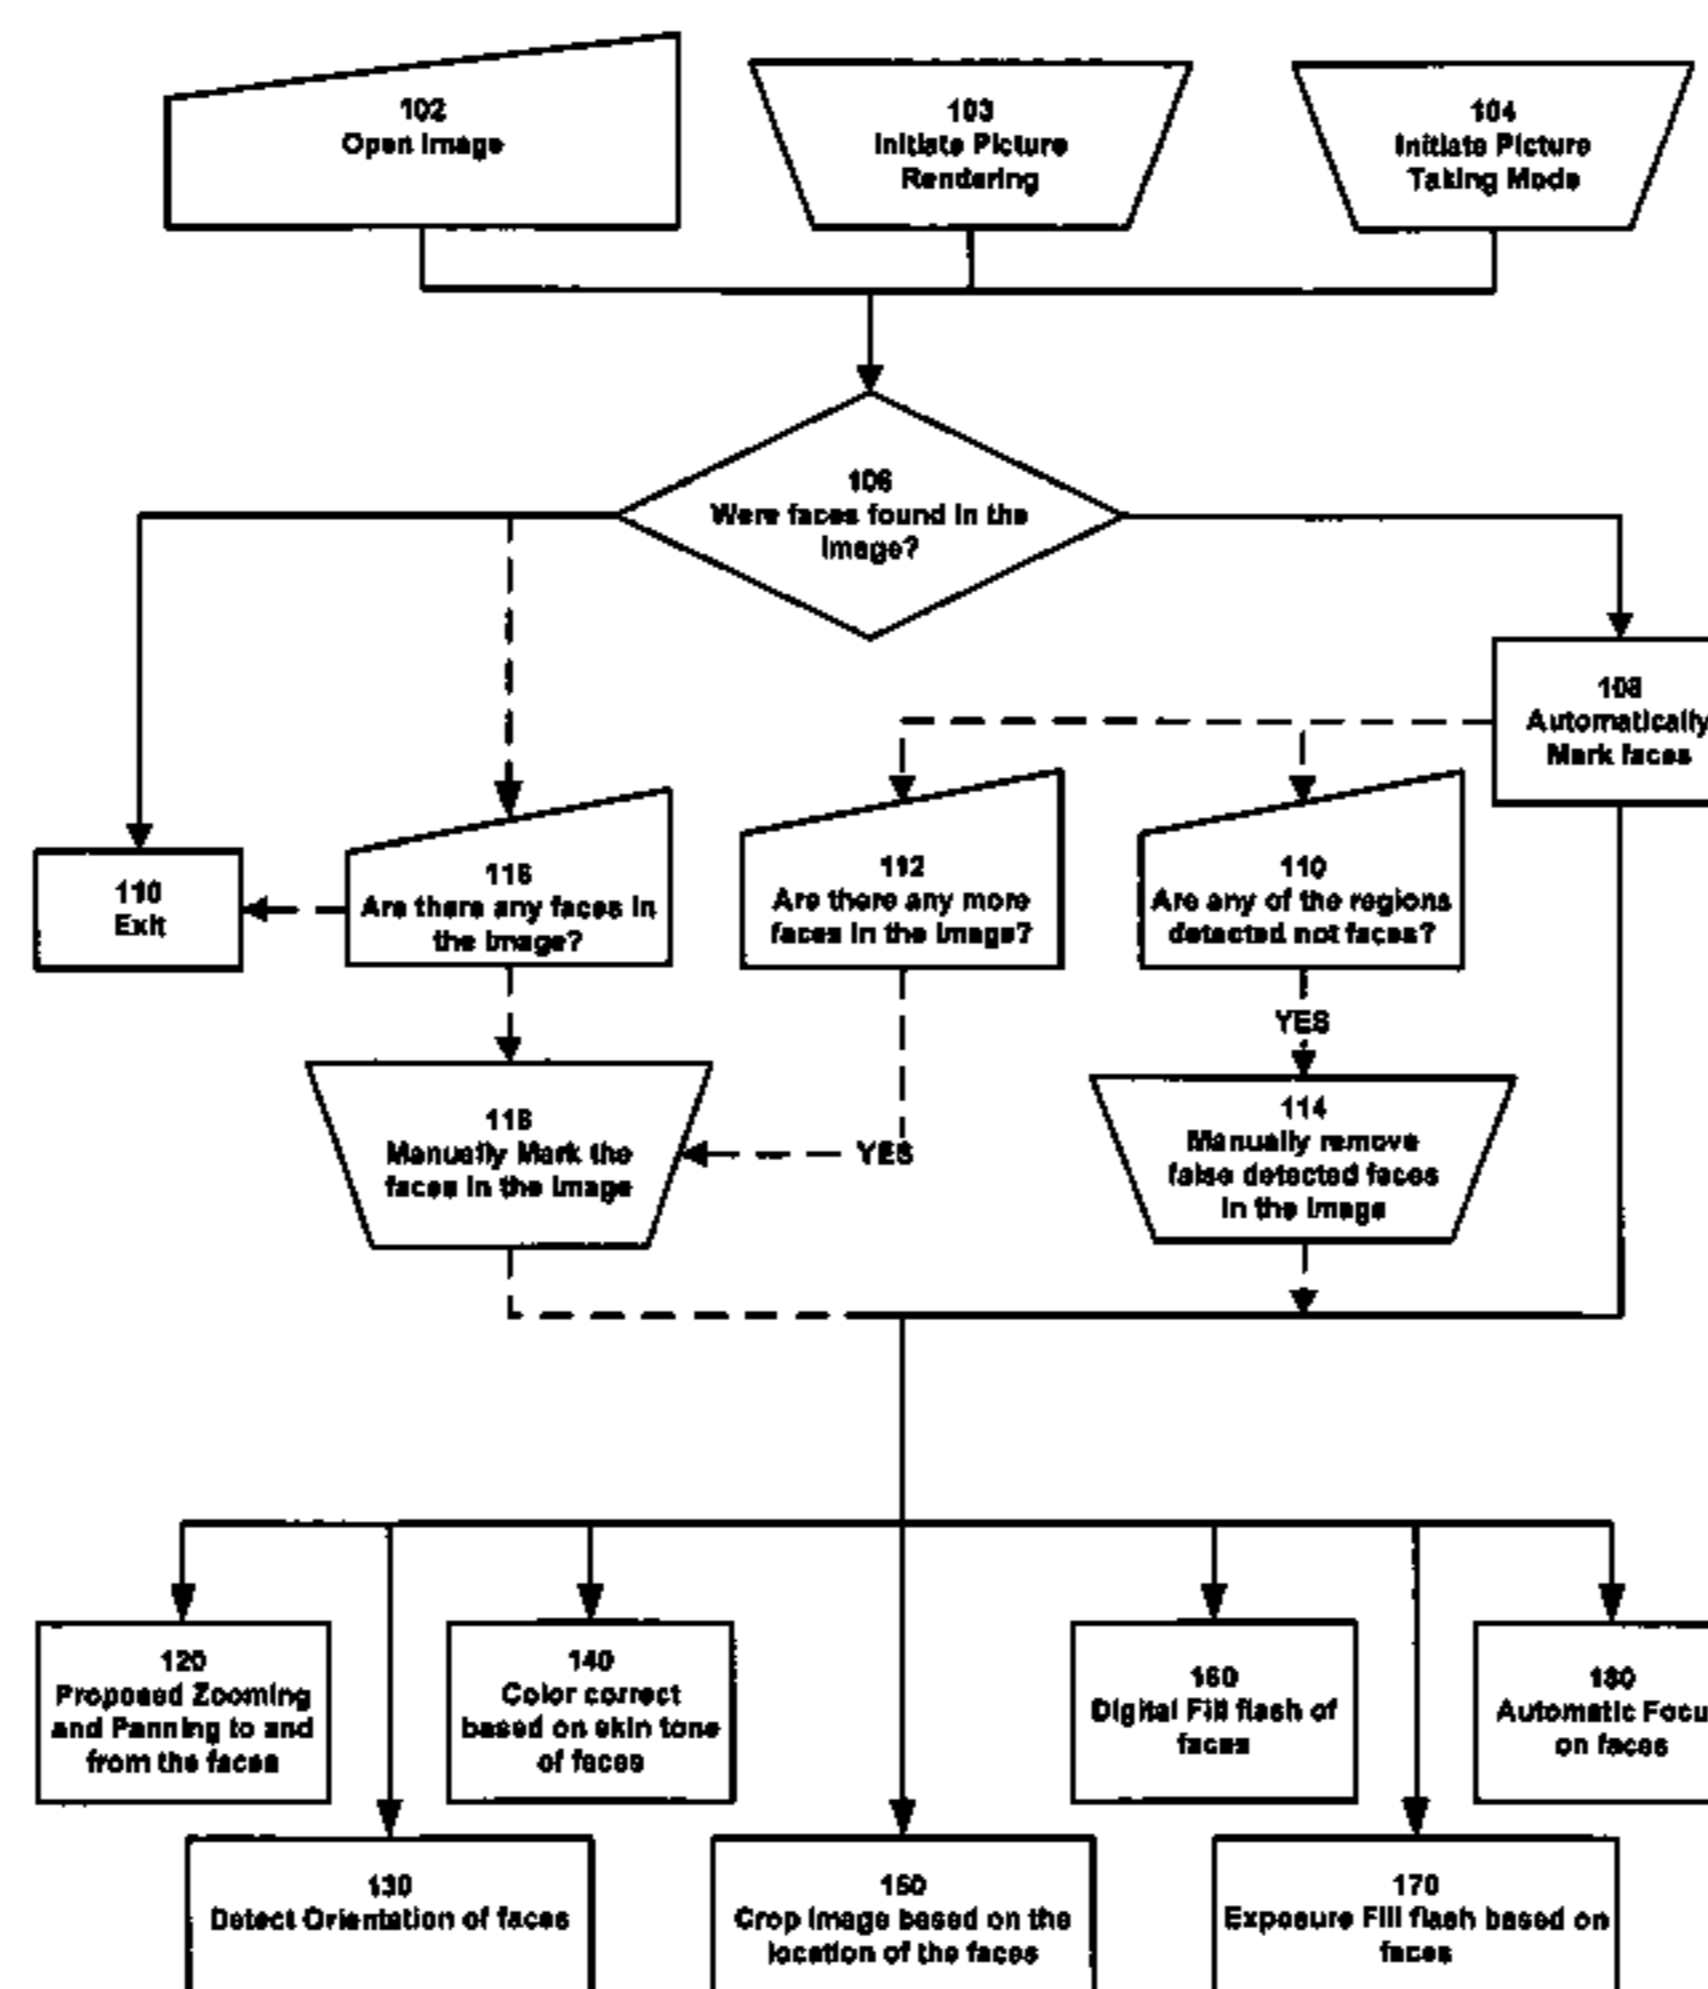 102
Open Image
103
Initiate Picture
Rendering
104
Initiate Picture
Taking Mode
106
Were faces found in the
Image?
108
Automatically
Mark faces
110
Exit
116
Are there any faces in
the image?
112
Are there any more
faces in the image?
110
Are any of the regions
detected not faces?
YES
118
Manually Mark the
faces in the image
YES
114
Manually remove
false detected faces
in the image
120
Proposed Zooming
and Panning to and
from the faces
140
Color correct
based on skin tone
of faces
160
Digital Fill flash of
faces
180
Automatic Focu
on faces
130
Detect Orientation of faces
150
Crop image based on the
location of the faces
170
Exposure Fill flash based on
faces